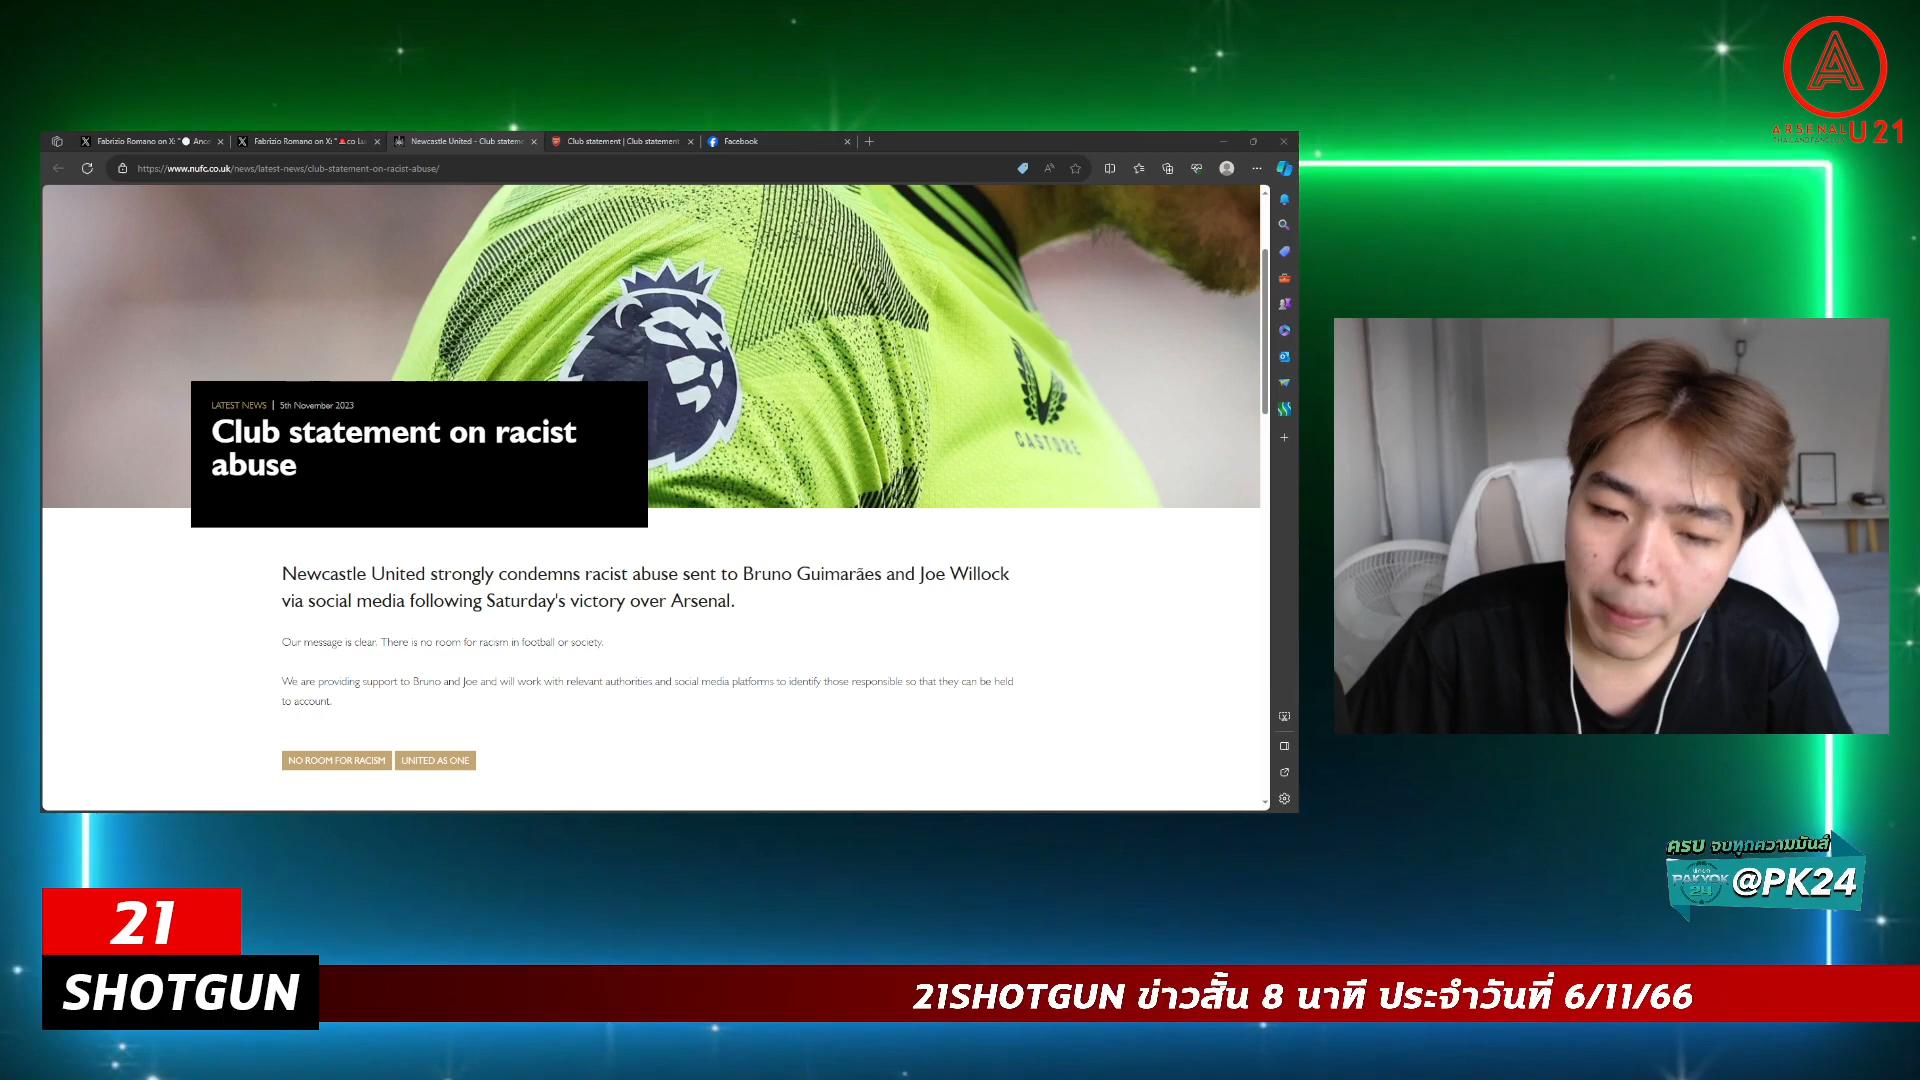 ARSENAL U21
THAILAND FANCLUB
Fabrizio Romano on X: "
Fabrizio Romano on X: "
Newcastle United - Club stateme
Club statement | Club statement
Facebook
https://www.nufc.co.uk/news/latest-news/club-statement-on-racist-abuse/
CASTORE
LATEST NEWS | 5th November 2023
Club statement on racist
abuse
Newcastle United strongly condemns racist abuse sent to Bruno Guimarães and Joe Willock
via social media following Saturday's victory over Arsenal.
Our message is clear. There is no room for racism in football or society.
We are providing support to Bruno and Joe and will work with relevant authorities and social media platforms to identify those responsible so that they can be held
to account.
NO ROOM FOR RACISM UNITED AS ONE
ครบ จบทุกความมันส์
PAKYOK
24
@PK24
21
SHOTGUN
21SHOTGUN ข่าวสั้น 8 นาที ประจำวันที่ 6/11/66